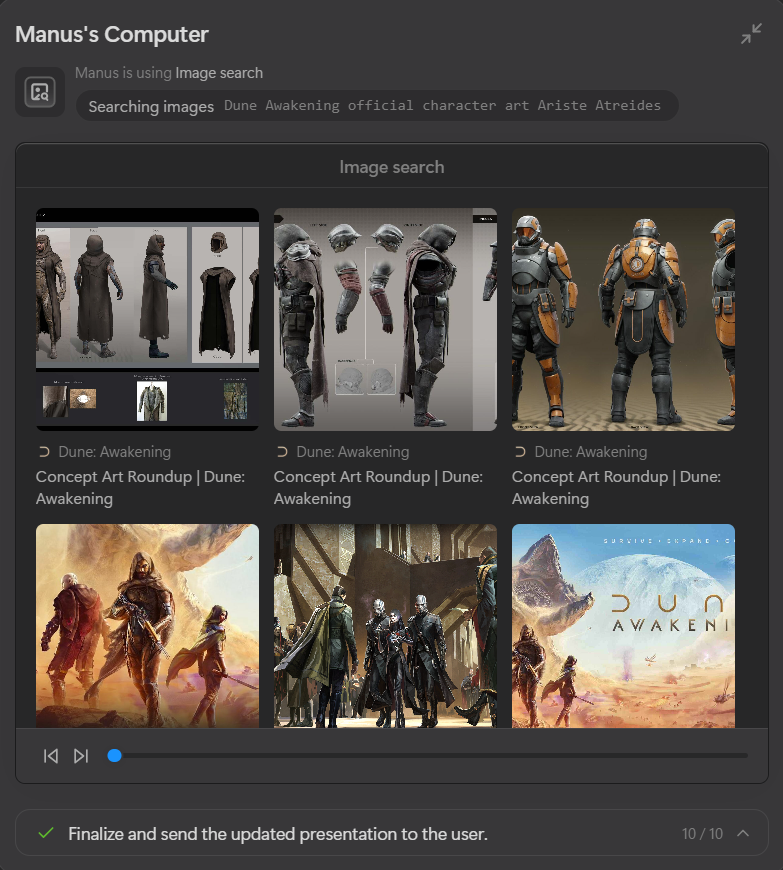 Manus's Computer
Manus is using Image search
Searching images Dune Awakening official character art Ariste Atreides
Image search
Dune: Awakening
Concept Art Roundup | Dune:
Awakening
Dune: Awakening
Concept Art Roundup | Dune:
Awakening
Dune: Awakening
Concept Art Roundup | Dune:
Awakening
SURVIVE · EXPAND ·
DUN
AWAKENI
Finalize and send the updated presentation to the user.
10 / 10